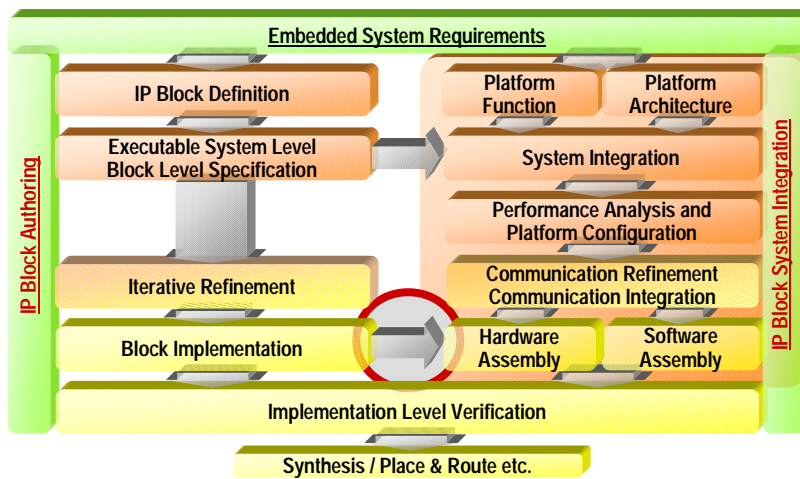 Embedded System Requirements
IP Block Authoring
IP Block Definition
Executable System Level
Block Level Specification
Iterative Refinement
Block Implementation
Platform
Function
Platform
Architecture
System Integration
Performance Analysis and
Platform Configuration
Communication Refinement
Communication Integration
Hardware
Assembly
Software
Assembly
IP Block System Integration
Implementation Level Verification
Synthesis / Place & Route etc.